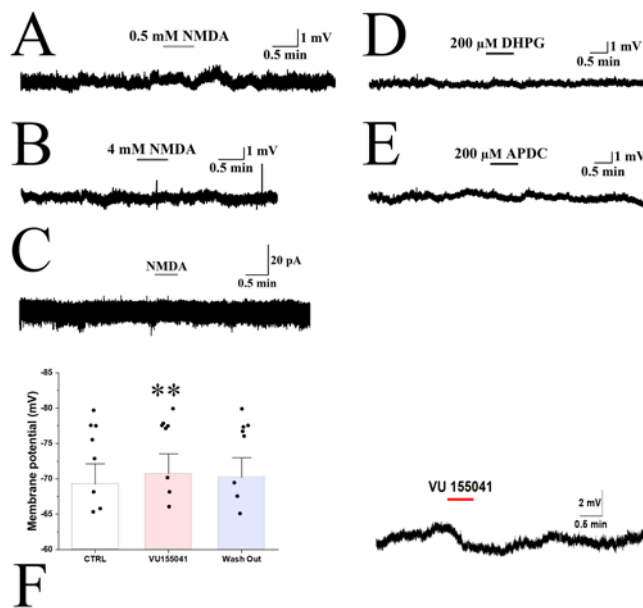 A
0.5 mM NMDA
1 mV
0.5 min
B
4 mM NMDA
1 mV
0.5 min
C
NMDA
20 pA
0.5 min
D
200 µM DHPG
1 mV
0.5 min
E
200 µM APDC
1 mV
0.5 min
Membrane potential (mV)
-80
-75
-70
-65
-60
**
CTRL
VU155041
Wash Out
VU 155041
2 mV
0.5 min
F